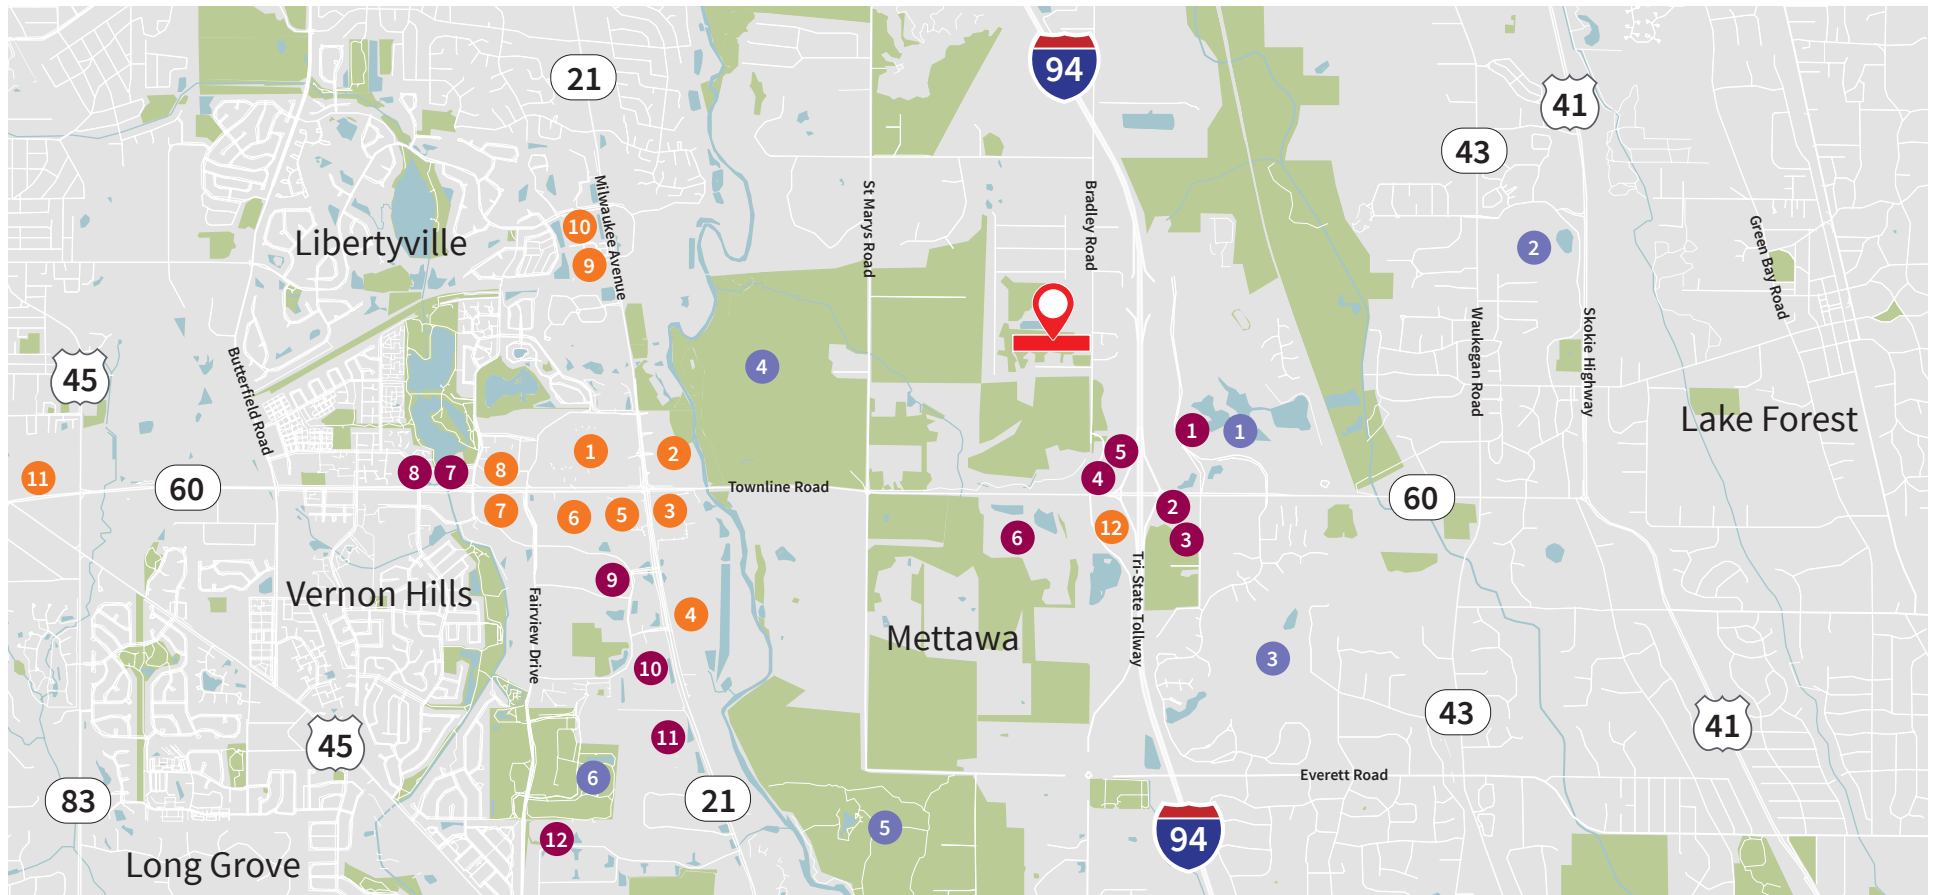 94
21
41
43
Milwaukee Avenue
St Marys Road
Bradley Road
10
Green Bay Road
2
Libertyville
9
Waukegan Road
Skokie Highway
45
Butterfield Road
4
Lake Forest
1
1
5
1
2
8
7
8
11
4
60
Townline Road
60
2
7
6
5
3
12
3
6
Tri-State Tollway
9
Vernon Hills
Fairview Drive
4
Mettawa
3
10
43
41
11
45
6
Everett Road
83
21
5
94
12
Long Grove